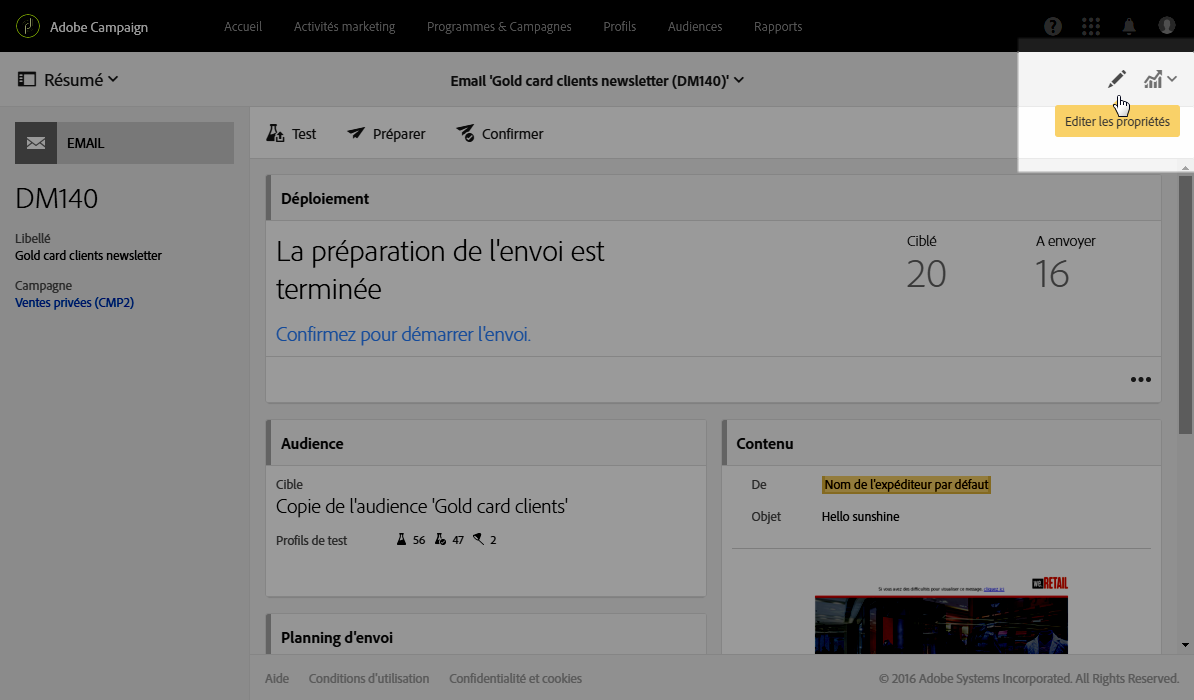 Adobe Campaign
Accueil
Activités marketing
Programmes & Campagnes
Profils
Audiences
Rapports
?
Résumé
Email 'Gold card clients newsletter (DM140)'
Editer les propriétés
EMAIL
DM140
Libellé
Gold card clients newsletter
Campagne
Ventes privées (CMP2)
Test
Préparer
Confirmer
Déploiement
La préparation de l'envoi est
terminée
Confirmez pour démarrer l'envoi.
Ciblé
20
A envoyer
16
Audience
Cible
Copie de l'audience 'Gold card clients'
Profils de test
56
47
2
Contenu
De
Nom de l'expéditeur par défaut
Objet
Hello sunshine
Si vous avez des difficultés pour visualiser ce message, cliquez ici
we.RETAIL
Planning d'envoi
Aide
Conditions d'utilisation
Confidentialité et cookies
© 2016 Adobe Systems Incorporated. All Rights Reserved.